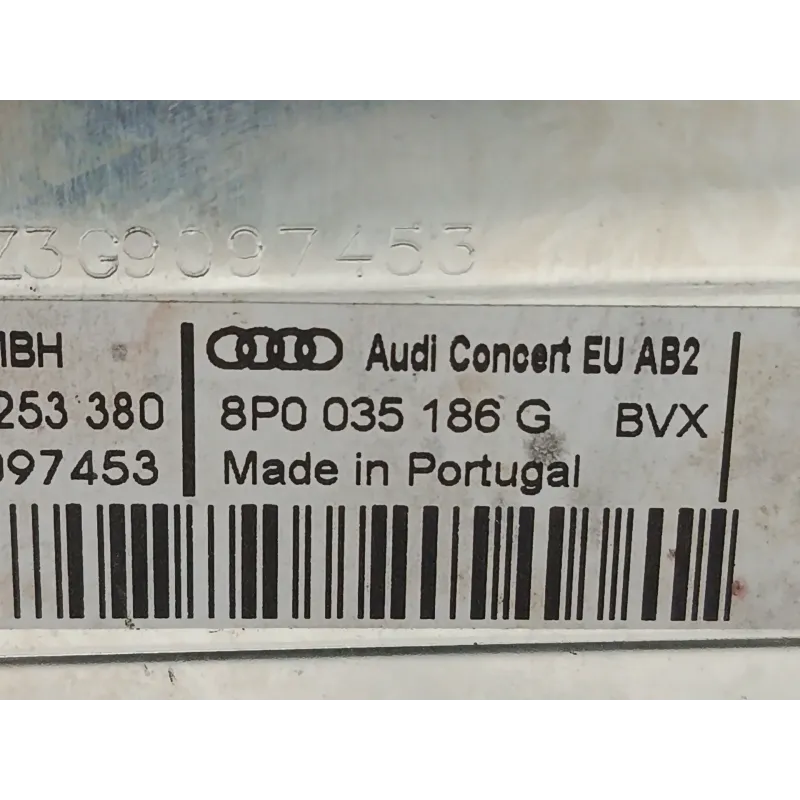 Z3G9097453
MBH
Audi Concert EU AB2
253 380
8P0 035 186 G BVX
097453
Made in Portugal